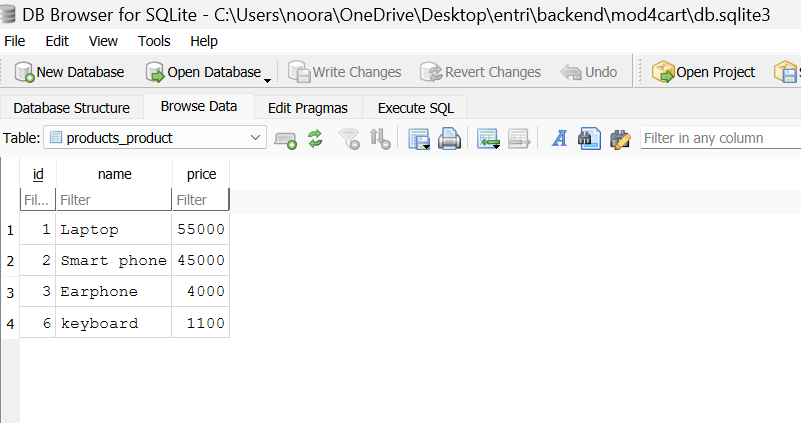 DB Browser for SQLite - C:\Users\noora\OneDrive\Desktop\entri\backend\mod4cart\db.sqlite3
File Edit View Tools Help
New Database Open Database Write Changes Revert Changes Undo Open Project
Database Structure Browse Data Edit Pragmas Execute SQL
Table: products_product Filter in any column
id name price
Fil... Filter Filter
1 1 Laptop 55000
2 2 Smart phone 45000
3 3 Earphone 4000
4 6 keyboard 1100